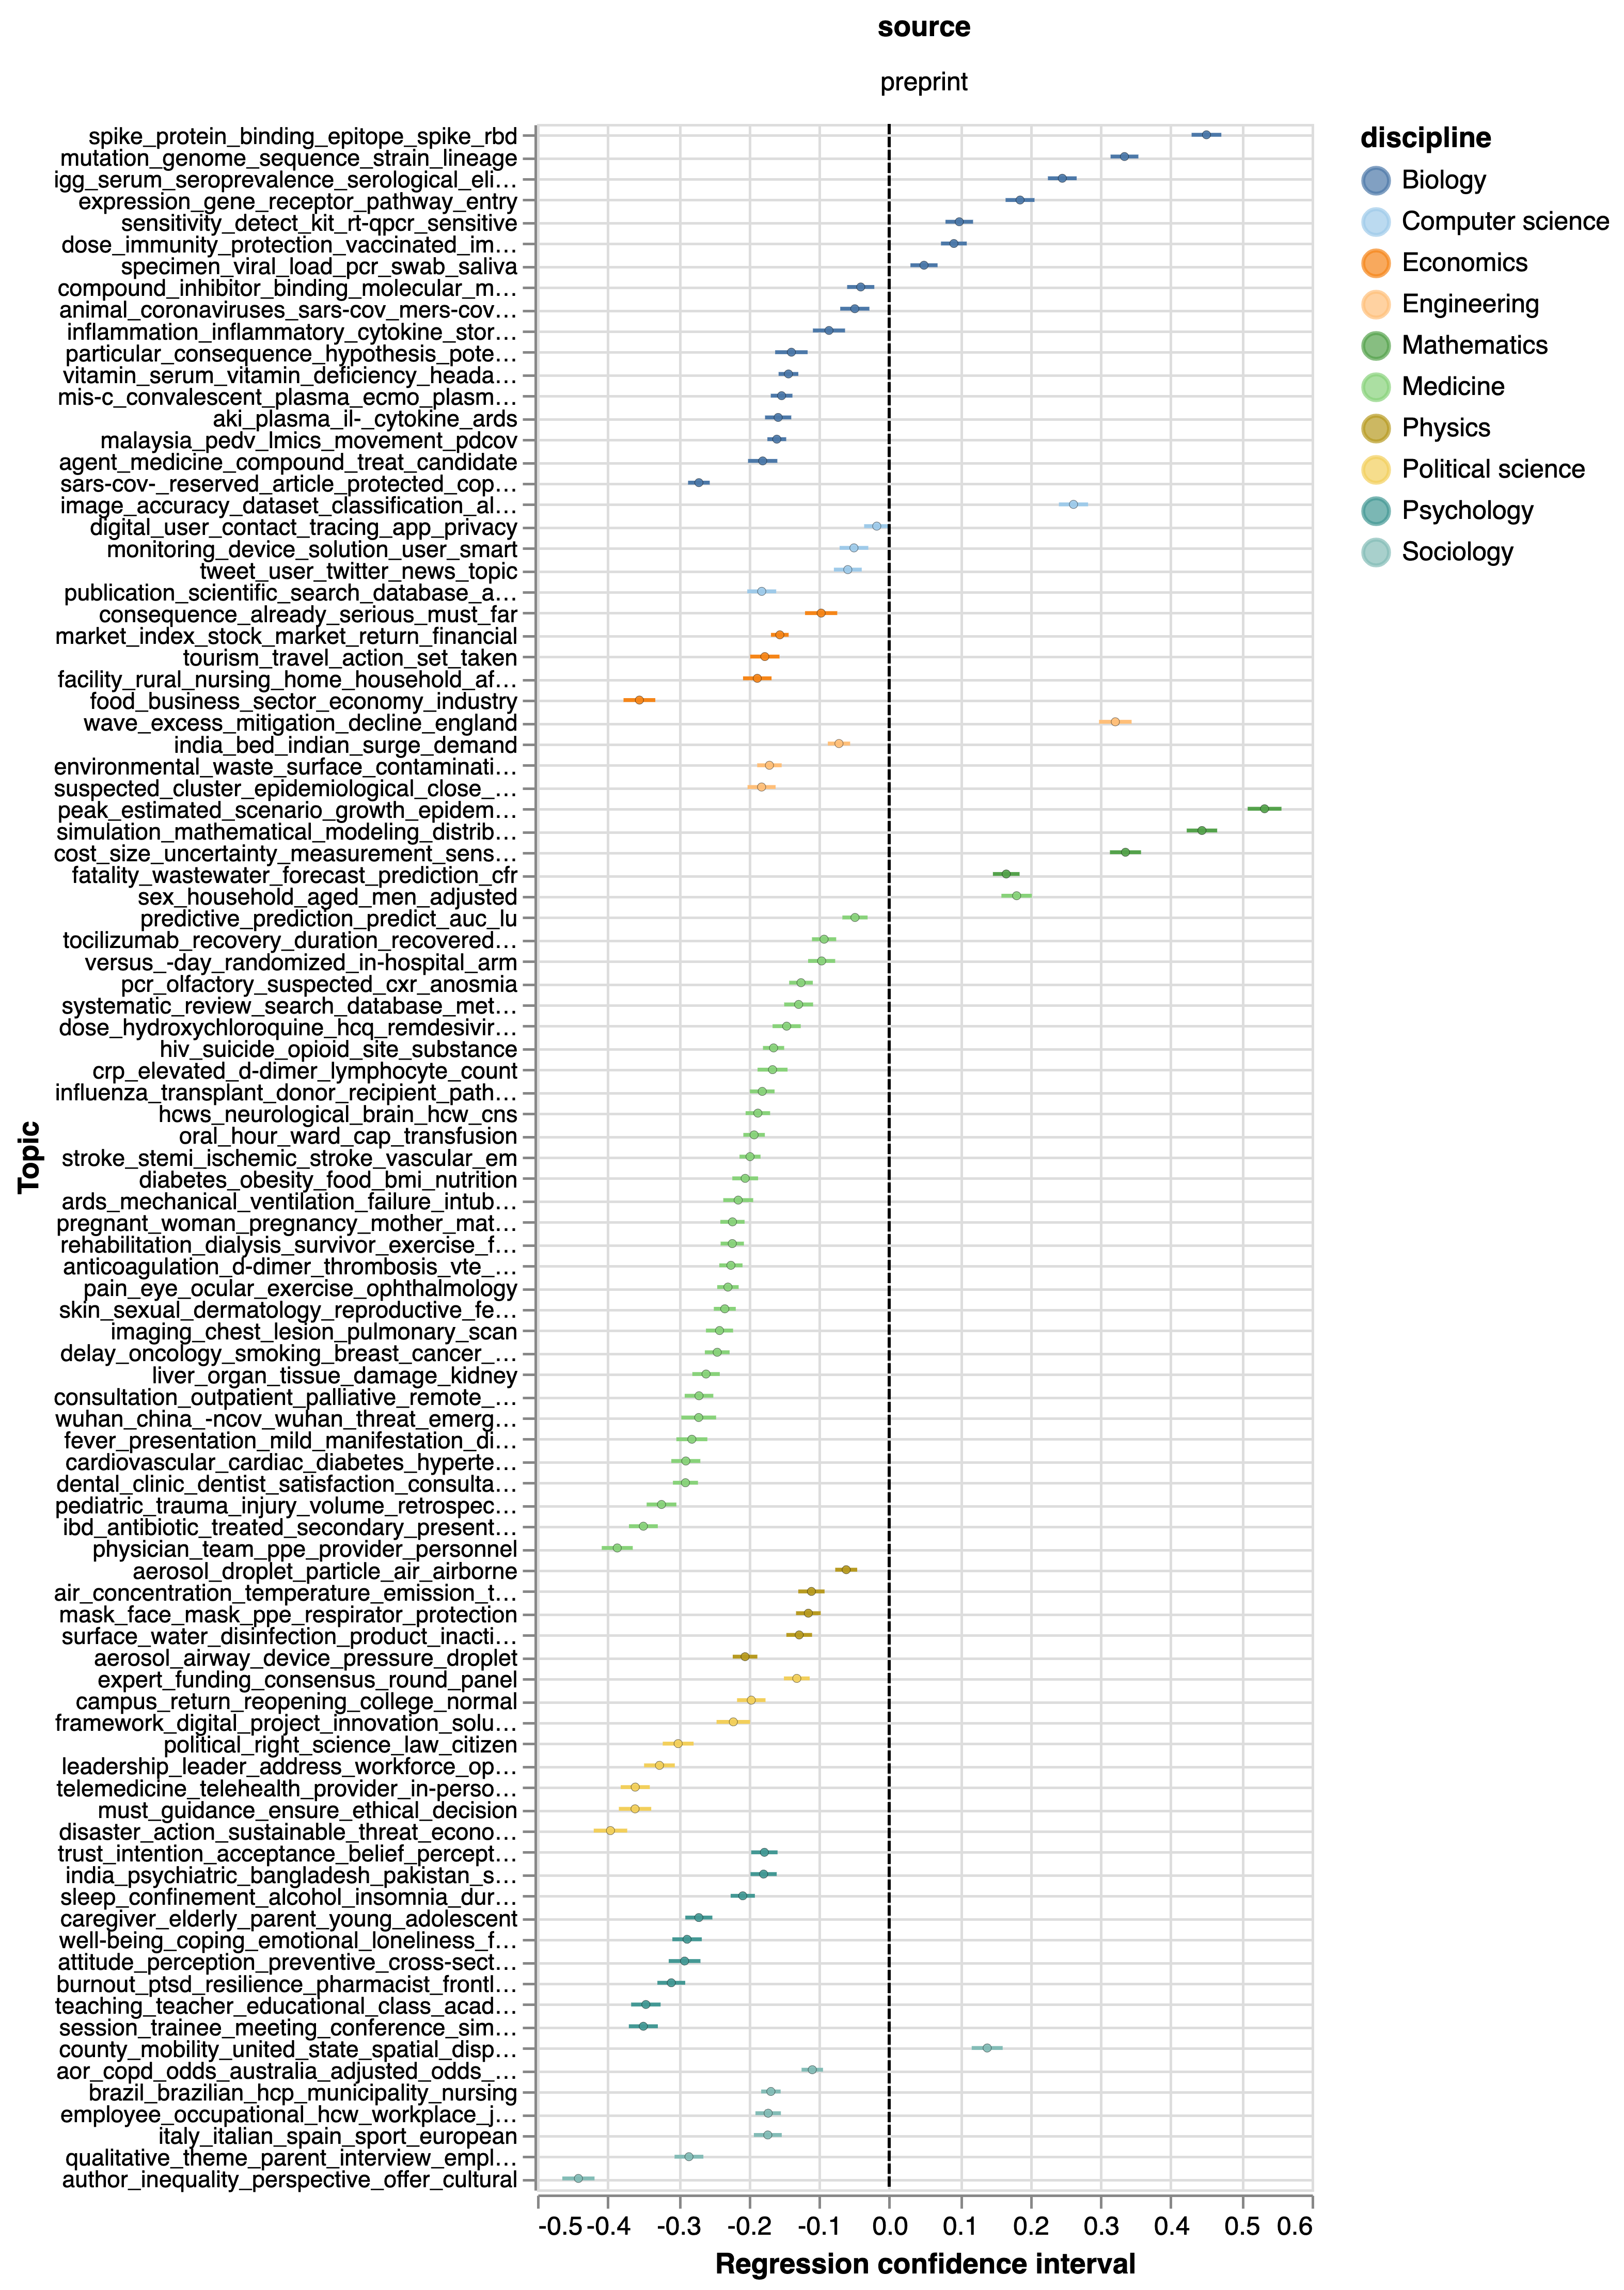 source
preprint
spike_protein_binding_epitope_spike_rbd
mutation_genome_sequence_strain_lineage
igg_serum_seroprevalence_serological_eli…
expression_gene_receptor_pathway_entry
sensitivity_detect_kit_rt-qpcr_sensitive
dose_immunity_protection_vaccinated_im…
specimen_viral_load_pcr_swab_saliva
compound_inhibitor_binding_molecular_m…
animal_coronaviruses_sars-cov_mers-cov…
inflammation_inflammatory_cytokine_stor…
particular_consequence_hypothesis_pote…
vitamin_serum_vitamin_deficiency_heada…
mis-c_convalescent_plasma_ecmo_plasm…
aki_plasma_il-_cytokine_ards
malaysia_pedv_lmics_movement_pdcov
agent_medicine_compound_treat_candidate
sars-cov-_reserved_article_protected_cop…
image_accuracy_dataset_classification_al…
digital_user_contact_tracing_app_privacy
monitoring_device_solution_user_smart
tweet_user_twitter_news_topic
publication_scientific_search_database_a…
consequence_already_serious_must_far
market_index_stock_market_return_financial
tourism_travel_action_set_taken
facility_rural_nursing_home_household_af…
food_business_sector_economy_industry
wave_excess_mitigation_decline_england
india_bed_indian_surge_demand
environmental_waste_surface_contaminati…
suspected_cluster_epidemiological_close_…
peak_estimated_scenario_growth_epidem…
simulation_mathematical_modeling_distrib…
cost_size_uncertainty_measurement_sens…
fatality_wastewater_forecast_prediction_cfr
sex_household_aged_men_adjusted
predictive_prediction_predict_auc_lu
tocilizumab_recovery_duration_recovered…
versus_-day_randomized_in-hospital_arm
pcr_olfactory_suspected_cxr_anosmia
systematic_review_search_database_met…
dose_hydroxychloroquine_hcq_remdesivir…
hiv_suicide_opioid_site_substance
crp_elevated_d-dimer_lymphocyte_count
influenza_transplant_donor_recipient_path…
hcws_neurological_brain_hcw_cns
oral_hour_ward_cap_transfusion
stroke_stemi_ischemic_stroke_vascular_em
diabetes_obesity_food_bmi_nutrition
ards_mechanical_ventilation_failure_intub…
pregnant_woman_pregnancy_mother_mat…
rehabilitation_dialysis_survivor_exercise_f…
anticoagulation_d-dimer_thrombosis_vte_…
pain_eye_ocular_exercise_ophthalmology
skin_sexual_dermatology_reproductive_fe…
imaging_chest_lesion_pulmonary_scan
delay_oncology_smoking_breast_cancer_…
liver_organ_tissue_damage_kidney
consultation_outpatient_palliative_remote_…
wuhan_china_-ncov_wuhan_threat_emerg…
fever_presentation_mild_manifestation_di…
cardiovascular_cardiac_diabetes_hyperte…
dental_clinic_dentist_satisfaction_consulta…
pediatric_trauma_injury_volume_retrospec…
ibd_antibiotic_treated_secondary_present…
physician_team_ppe_provider_personnel
aerosol_droplet_particle_air_airborne
air_concentration_temperature_emission_t…
mask_face_mask_ppe_respirator_protection
surface_water_disinfection_product_inacti…
aerosol_airway_device_pressure_droplet
expert_funding_consensus_round_panel
campus_return_reopening_college_normal
framework_digital_project_innovation_solu…
political_right_science_law_citizen
leadership_leader_address_workforce_op…
telemedicine_telehealth_provider_in-perso…
must_guidance_ensure_ethical_decision
disaster_action_sustainable_threat_econo…
trust_intention_acceptance_belief_percept…
india_psychiatric_bangladesh_pakistan_s…
sleep_confinement_alcohol_insomnia_dur…
caregiver_elderly_parent_young_adolescent
well-being_coping_emotional_loneliness_f…
attitude_perception_preventive_cross-sect…
burnout_ptsd_resilience_pharmacist_frontl…
teaching_teacher_educational_class_acad…
session_trainee_meeting_conference_sim…
county_mobility_united_state_spatial_disp…
aor_copd_odds_australia_adjusted_odds_…
brazil_brazilian_hcp_municipality_nursing
employee_occupational_hcw_workplace_j…
italy_italian_spain_sport_european
qualitative_theme_parent_interview_empl…
author_inequality_perspective_offer_cultural
Topic
-0.5 -0.4 -0.3 -0.2 -0.1 0.0 0.1 0.2 0.3 0.4 0.5 0.6
Regression confidence interval
discipline
Biology
Computer science
Economics
Engineering
Mathematics
Medicine
Physics
Political science
Psychology
Sociology